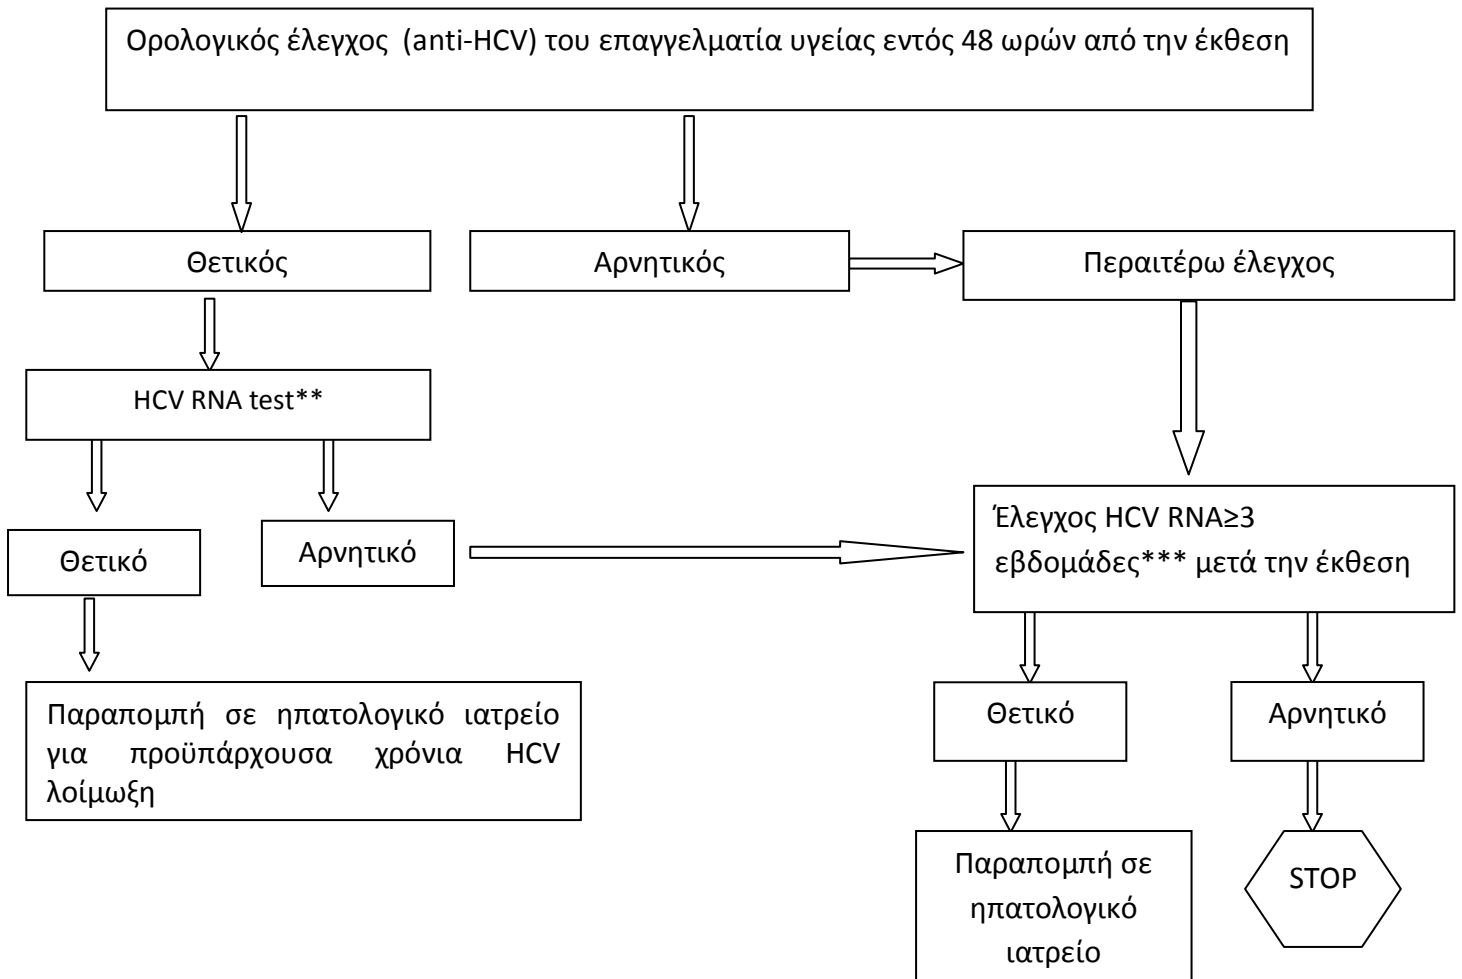 Ορολογικός έλεγχος (anti-HCV) του επαγγελματία υγείας εντός 48 ωρών από την έκθεση
Θετικός
Αρνητικός
Περαιτέρω έλεγχος
HCV RNA test**
Θετικό
Αρνητικό
Έλεγχος HCV RNA≥3
εβδομάδες*** μετά την έκθεση
Παραπομπή σε ηπατολογικό ιατρείο
για προϋπάρχουσα χρόνια HCV
λοίμωξη
Θετικό
Αρνητικό
Παραπομπή σε
ηπατολογικό
ιατρείο
STOP